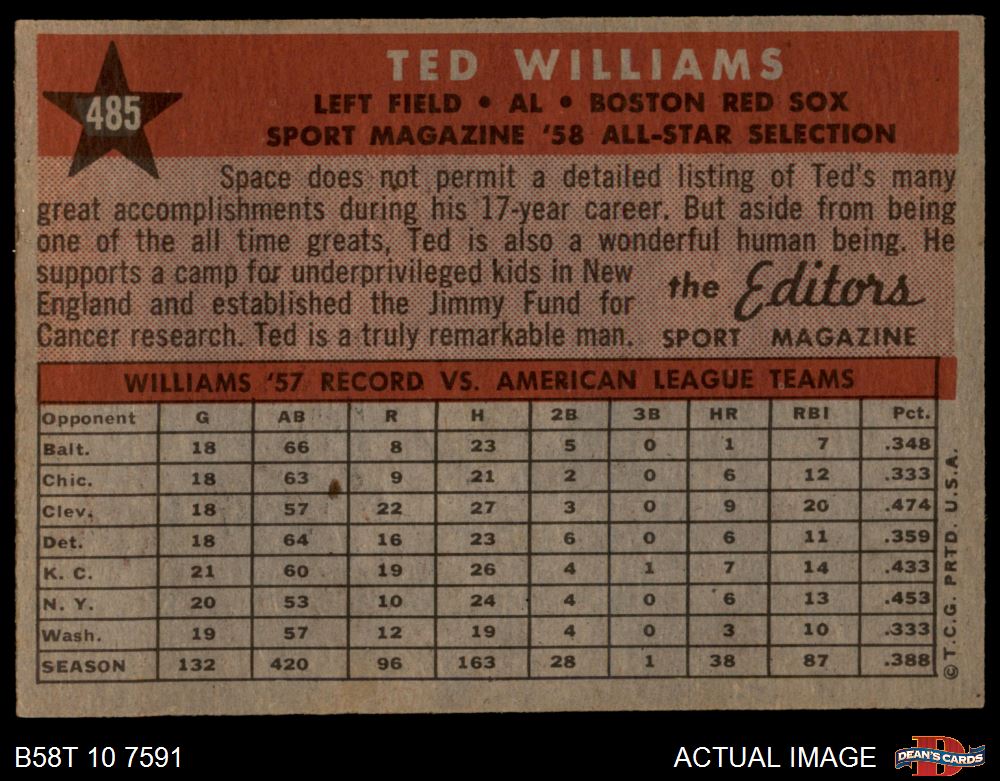 485
TED WILLIAMS
LEFT FIELD • AL • BOSTON RED SOX
SPORT MAGAZINE '58 ALL-STAR SELECTION
Space does not permit a detailed listing of Ted's many
great accomplishments during his 17-year career. But aside from being
one of the all time greats, Ted is also a wonderful human being. He
supports a camp for underprivileged kids in New
England and established the Jimmy Fund for
Cancer research. Ted is a truly remarkable man.
the Editors
SPORT MAGAZINE
WILLIAMS '57 RECORD VS. AMERICAN LEAGUE TEAMS
Opponent G AB R H 2B 3B HR RBI Pct.
Balt. 18 66 8 23 5 0 1 7 .348
Chic. 18 63 9 21 2 0 6 12 .333
Clev. 18 57 22 27 3 0 9 20 .474
Det. 18 64 16 23 6 0 6 11 .359
K. C. 21 60 19 26 4 1 7 14 .433
N. Y. 20 53 10 24 4 0 6 13 .453
Wash. 19 57 12 19 4 0 3 10 .333
SEASON 132 420 96 163 28 1 38 87 .388
© T.C.G. PRTD. U.S.A.
B58T 10 7591
ACTUAL IMAGE
D
DEAN'S CARDS